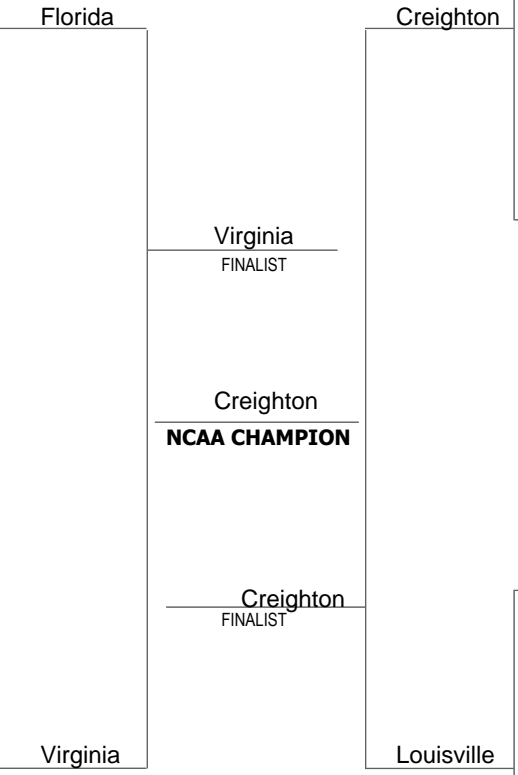 Florida
Creighton
Virginia
FINALIST
Creighton
NCAA CHAMPION
Creighton
FINALIST
Virginia
Louisville